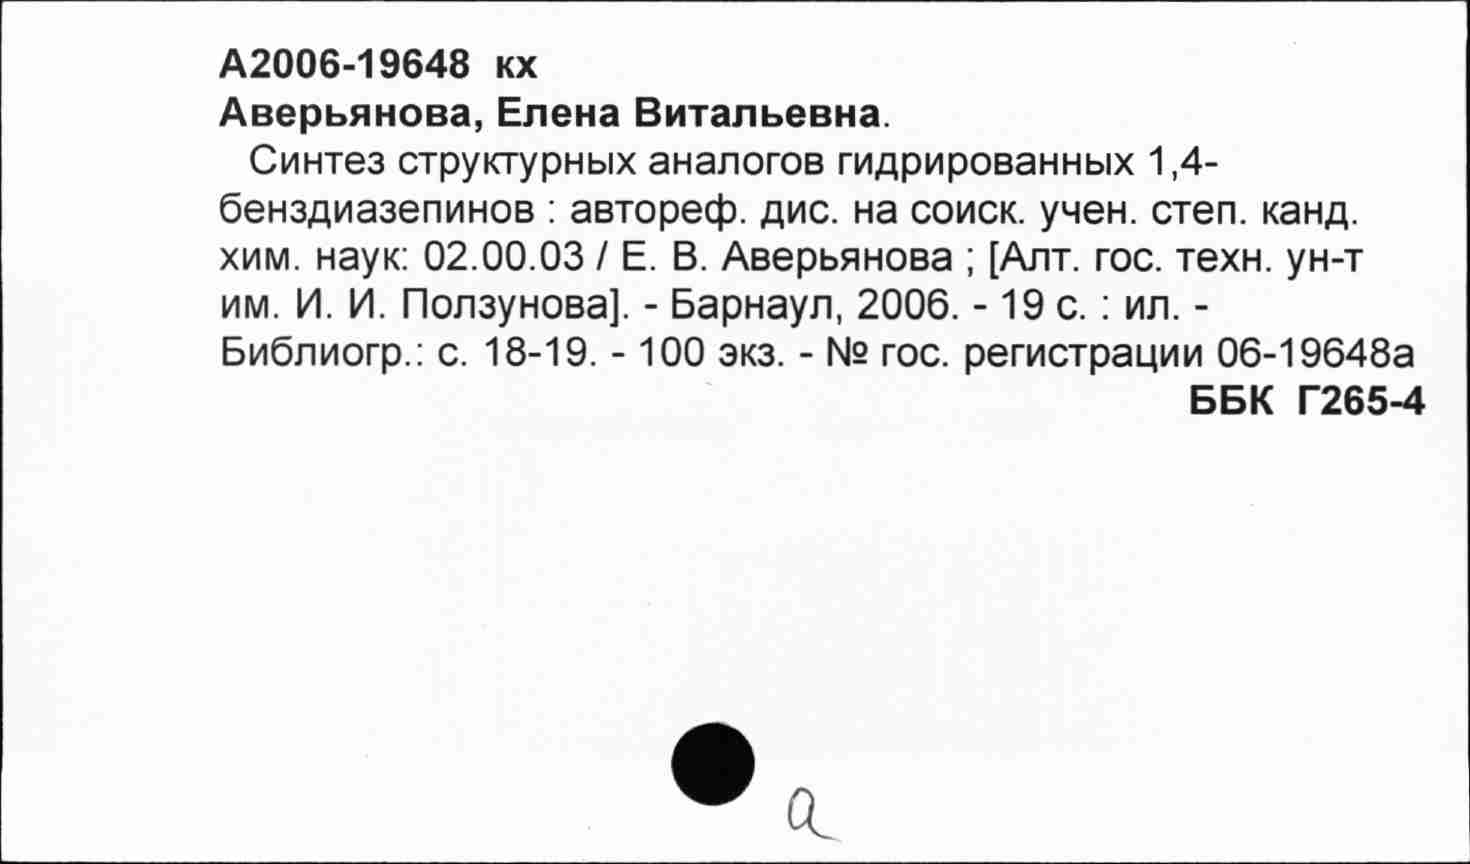 А2006-19648 кх
Аверьянова, Елена Витальевна.
Синтез структурных аналогов гидрированных 1,4-
бенздиазепинов : автореф. дис. на соиск. учен. степ. канд.
хим. наук: 02.00.03 / Е. В. Аверьянова ; [Алт. гос. техн. ун-т
им. И. И. Ползунова]. - Барнаул, 2006. - 19 с. : ил. -
Библиогр.: с. 18-19. - 100 экз. - № гос. регистрации 06-19648а
ББК Г265-4
а